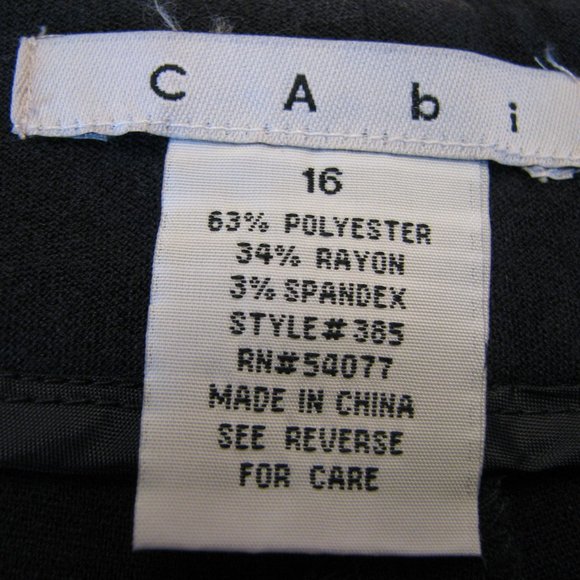 CAbi
16
63% POLYESTER
34% RAYON
3% SPANDEX
STYLE#385
RN#54077
MADE IN CHINA
SEE REVERSE
FOR CARE